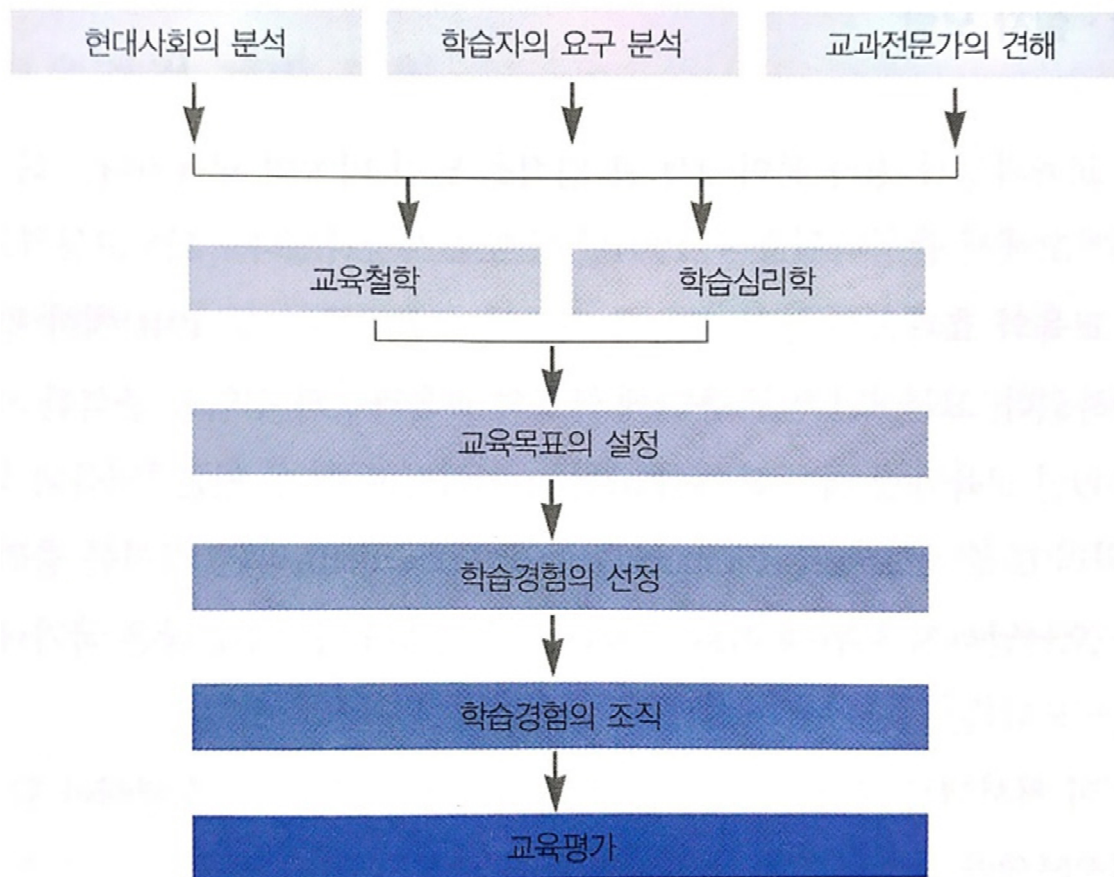 현대사회의 분석
학습자의 요구 분석
교과전문가의 견해
교육철학
학습심리학
교육목표의 설정
학습경험의 선정
학습경험의 조직
교육평가